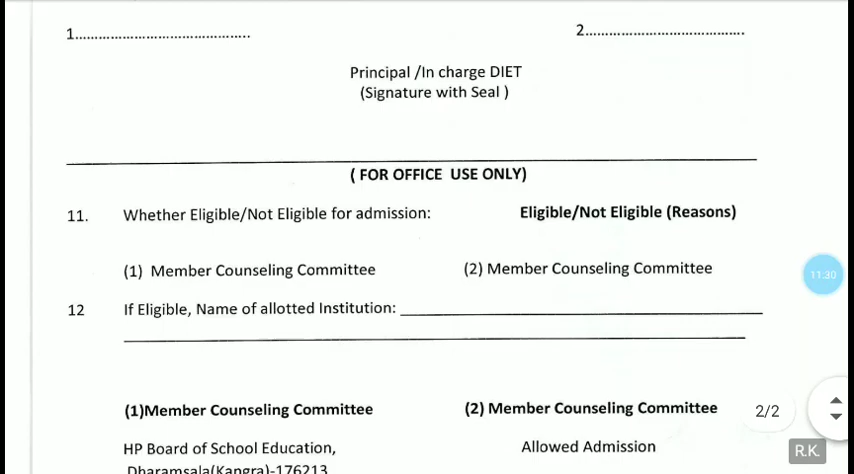 1............................................. 2.........................................
Principal /In charge DIET
(Signature with Seal )
( FOR OFFICE USE ONLY)
11. Whether Eligible/Not Eligible for admission: Eligible/Not Eligible (Reasons)
(1) Member Counseling Committee (2) Member Counseling Committee
11:30
12 If Eligible, Name of allotted Institution:
(1)Member Counseling Committee (2) Member Counseling Committee
2/2
HP Board of School Education, Allowed Admission
R.K.
Dharamsala(Kangra)-176213